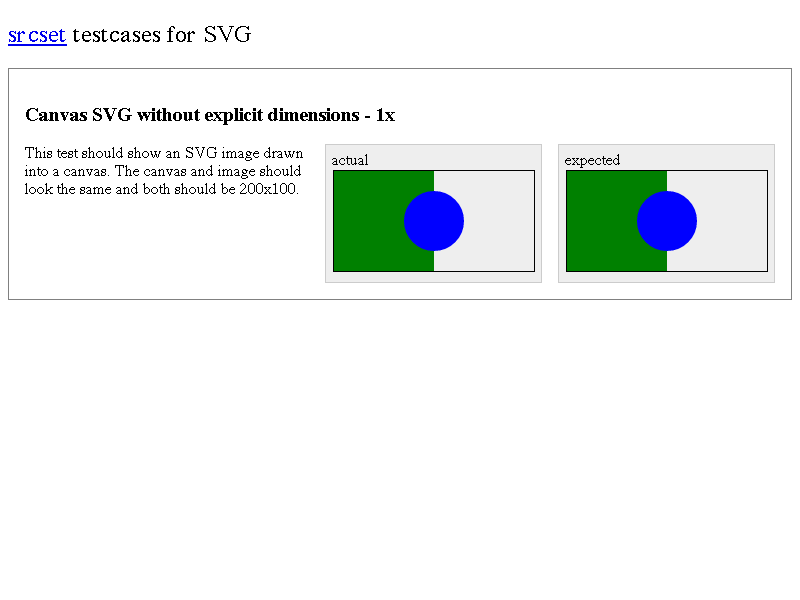 srcset testcases for SVG
Canvas SVG without explicit dimensions - 1x
This test should show an SVG image drawn
into a canvas. The canvas and image should
look the same and both should be 200x100.
actual
expected